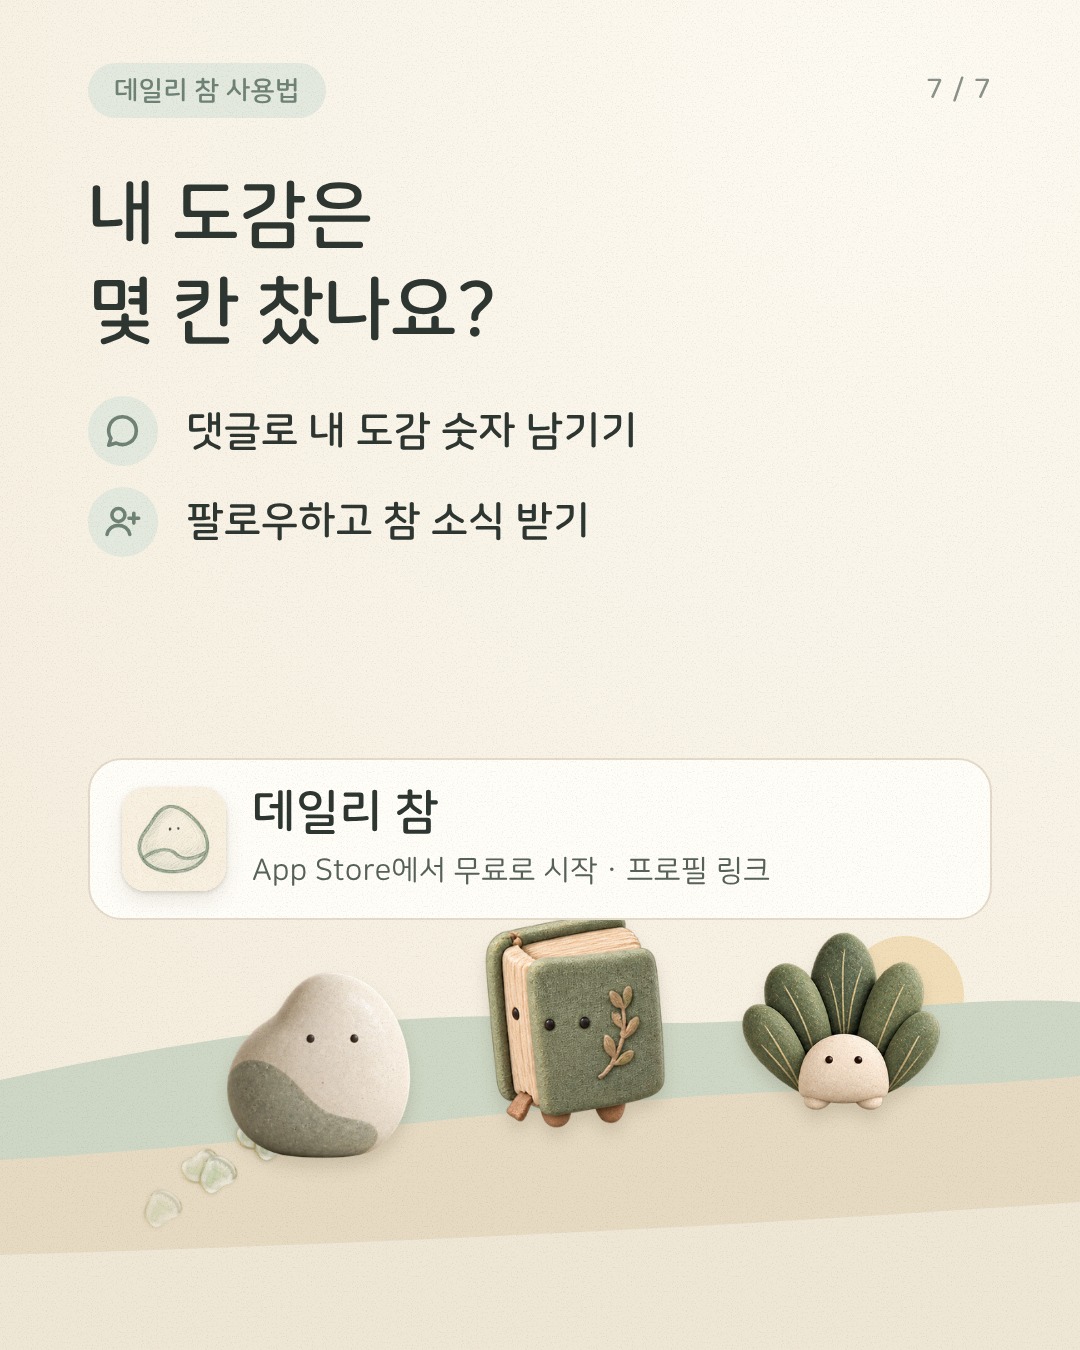 데일리 참 사용법
7 / 7
내 도감은
몇 칸 찼나요?
댓글로 내 도감 숫자 남기기
팔로우하고 참 소식 받기
데일리 참
App Store에서 무료로 시작 · 프로필 링크